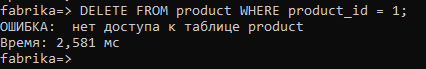 fabrika=> DELETE FROM product WHERE product_id = 1;
ОШИБКА:  нет доступа к таблице product
Время: 2,581 мс
fabrika=>